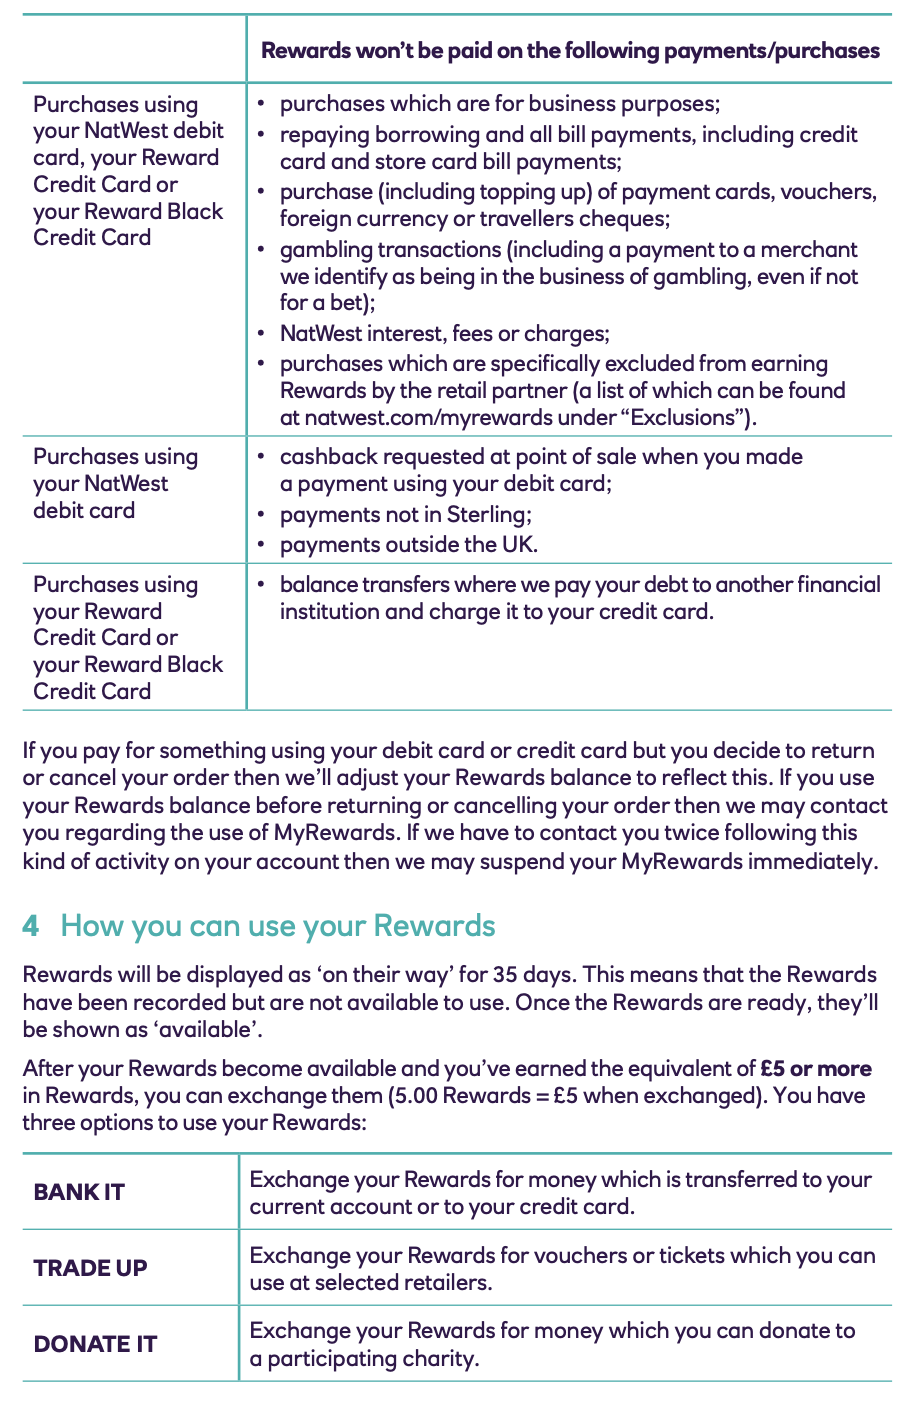 Rewards won't be paid on the following payments/purchases
Purchases using
your NatWest debit
card, your Reward
Credit Card or
your Reward Black
Credit Card
• purchases which are for business purposes;
• repaying borrowing and all bill payments, including credit
card and store card bill payments;
• purchase (including topping up) of payment cards, vouchers,
foreign currency or travellers cheques;
• gambling transactions (including a payment to a merchant
we identify as being in the business of gambling, even if not
for a bet);
• NatWest interest, fees or charges;
• purchases which are specifically excluded from earning
Rewards by the retail partner (a list of which can be found
at natwest.com/myrewards under “Exclusions”).
Purchases using
your NatWest
debit card
• cashback requested at point of sale when you made
a payment using your debit card;
• payments not in Sterling;
• payments outside the UK.
Purchases using
your Reward
Credit Card or
your Reward Black
Credit Card
• balance transfers where we pay your debt to another financial
institution and charge it to your credit card.
If you pay for something using your debit card or credit card but you decide to return
or cancel your order then we'll adjust your Rewards balance to reflect this. If you use
your Rewards balance before returning or cancelling your order then we may contact
you regarding the use of MyRewards. If we have to contact you twice following this
kind of activity on your account then we may suspend your MyRewards immediately.
4 How you can use your Rewards
Rewards will be displayed as ‘on their way’ for 35 days. This means that the Rewards
have been recorded but are not available to use. Once the Rewards are ready, they'll
be shown as ‘available’.
After your Rewards become available and you've earned the equivalent of £5 or more
in Rewards, you can exchange them (5.00 Rewards = £5 when exchanged). You have
three options to use your Rewards:
BANK IT
Exchange your Rewards for money which is transferred to your
current account or to your credit card.
TRADE UP
Exchange your Rewards for vouchers or tickets which you can
use at selected retailers.
DONATE IT
Exchange your Rewards for money which you can donate to
a participating charity.